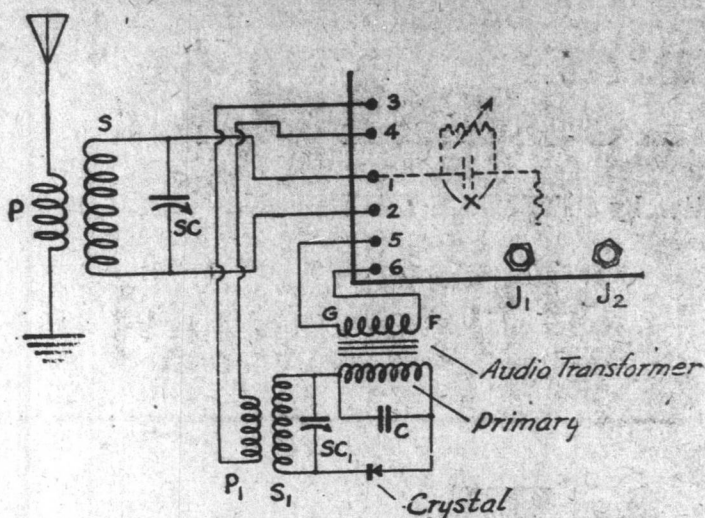 S
3
4
1
P
SC
2
X
5
6
J1
J2
G
F
Audio Transformer
C
Primary
SC1
P1
S1
Crystal